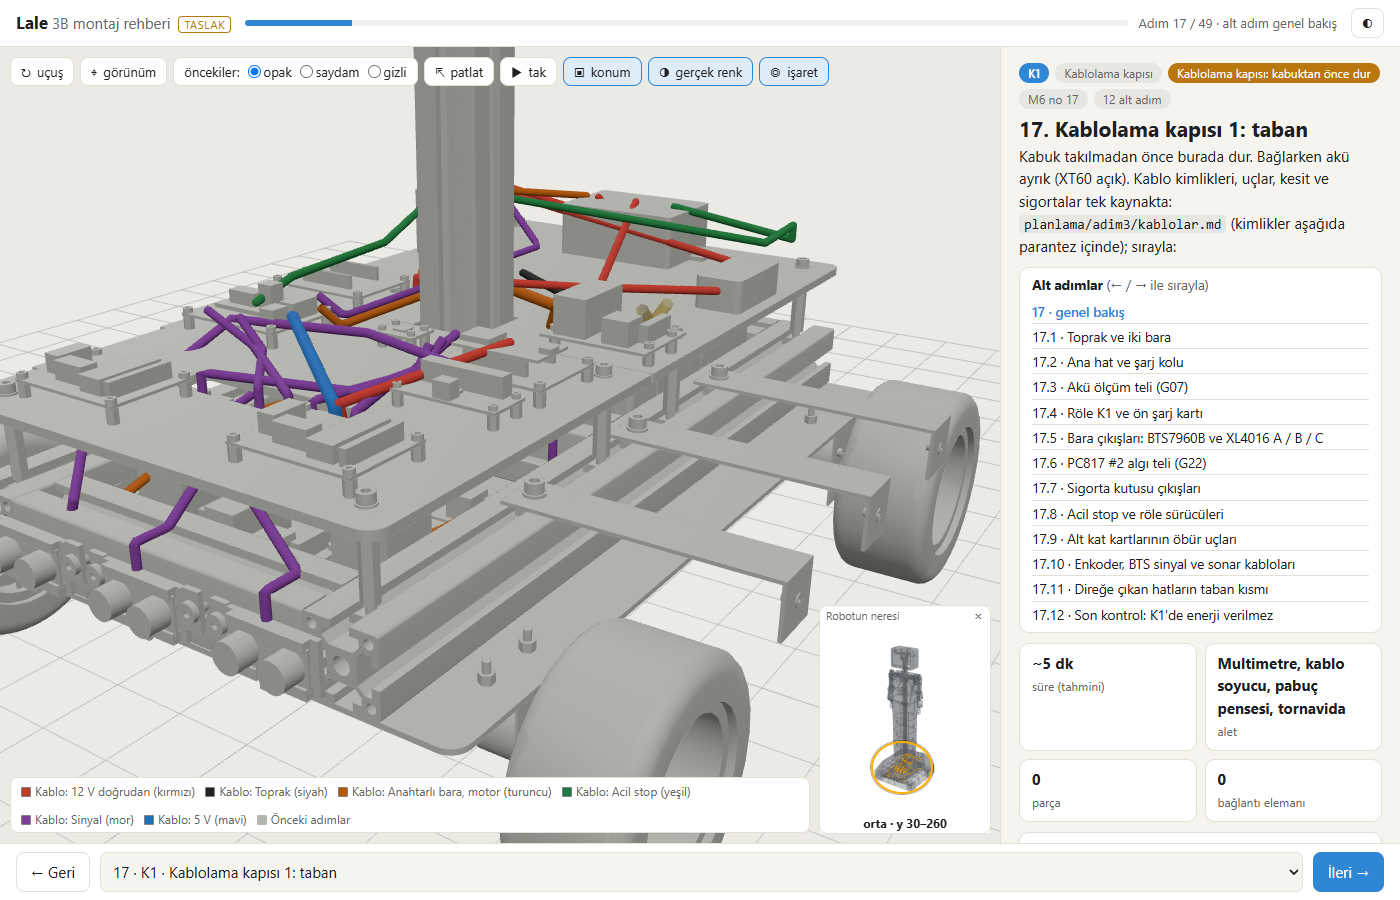 Lale 3B montaj rehberi TASLAK
Adım 17 / 49 · alt adım genel bakış
↻ uçuş
⌖ görünüm
öncekiler: opak saydam gizli
⇱ patlat
▶ tak
▣ konum
◑ gerçek renk
◎ işaret
K1 Kablolama kapısı Kablolama kapısı: kabuktan önce dur
M6 no 17 12 alt adım
17. Kablolama kapısı 1: taban
Kabuk takılmadan önce burada dur. Bağlarken akü
ayrık (XT60 açık). Kablo kimlikleri, uçlar, kesit ve
sigortalar tek kaynakta:
planlama/adim3/kablolar.md (kimlikler aşağıda
parantez içinde); sırayla:
Alt adımlar (← / → ile sırayla)
17 · genel bakış
17.1 · Toprak ve iki bara
17.2 · Ana hat ve şarj kolu
17.3 · Akü ölçüm teli (G07)
17.4 · Röle K1 ve ön şarj kartı
17.5 · Bara çıkışları: BTS7960B ve XL4016 A / B / C
17.6 · PC817 #2 algı teli (G22)
17.7 · Sigorta kutusu çıkışları
17.8 · Acil stop ve röle sürücüleri
17.9 · Alt kat kartlarının öbür uçları
17.10 · Enkoder, BTS sinyal ve sonar kabloları
17.11 · Direğe çıkan hatların taban kısmı
17.12 · Son kontrol: K1'de enerji verilmez
~5 dk
süre (tahmini)
Multimetre, kablo
soyucu, pabuç
pensesi, tornavida
alet
0
parça
0
bağlantı elemanı
Robotun neresi ×
orta · y 30–260
Kablo: 12 V doğrudan (kırmızı) Kablo: Toprak (siyah) Kablo: Anahtarlı bara, motor (turuncu) Kablo: Acil stop (yeşil)
Kablo: Sinyal (mor) Kablo: 5 V (mavi) Önceki adımlar
← Geri
17 · K1 · Kablolama kapısı 1: taban
İleri →